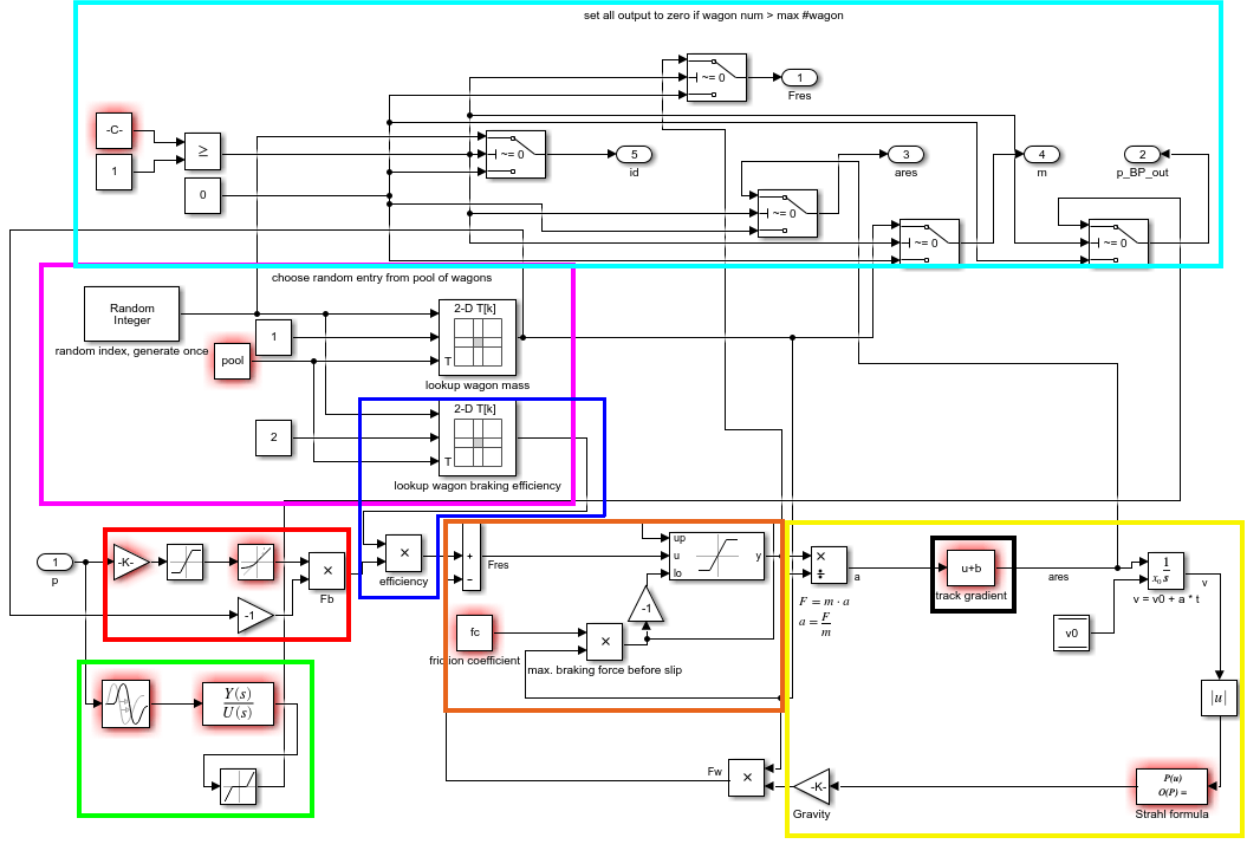 set all output to zero if wagon num > max #wagon
~= 0
1
Fres
-C-
≥
1
~= 0
5
id
3
ares
4
m
2
p_BP_out
0
~= 0
~= 0
~= 0
choose random entry from pool of wagons
Random
Integer
random index, generate once
1
pool
2-D T[k]
T
lookup wagon mass
2
2-D T[k]
T
lookup wagon braking efficiency
1
p
-K-
×
Fb
-1
×
efficiency
+
−
Fres
up
u
lo
y
-1
fc
friction coefficient
×
max. braking force before slip
×
÷
a
F = m · a
a = F/m
u+b
track gradient
ares
1/s
x₀
v
v = v0 + a * t
v0
|u|
Y(s)
U(s)
Fw
×
-K-
Gravity
P(u)
O(P) =
Strahl formula